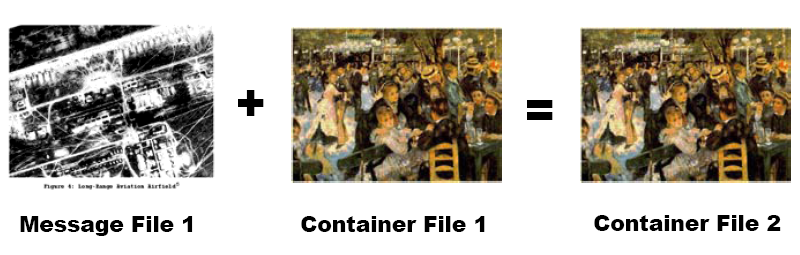 +
=
Figure 4: Long-Range Aviation Airfield
Message File 1
Container File 1
Container File 2